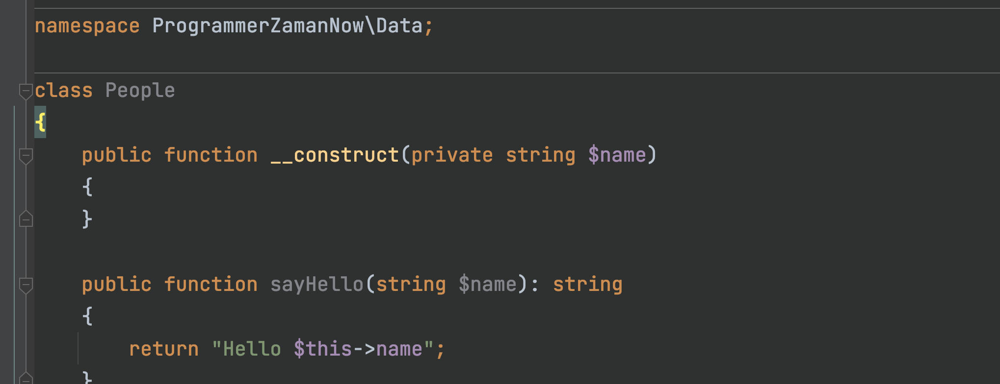 namespace ProgrammerZamanNow\Data;
class People
{
    public function __construct(private string $name)
    {
    }
    public function sayHello(string $name): string
    {
        return "Hello $this->name";
    }